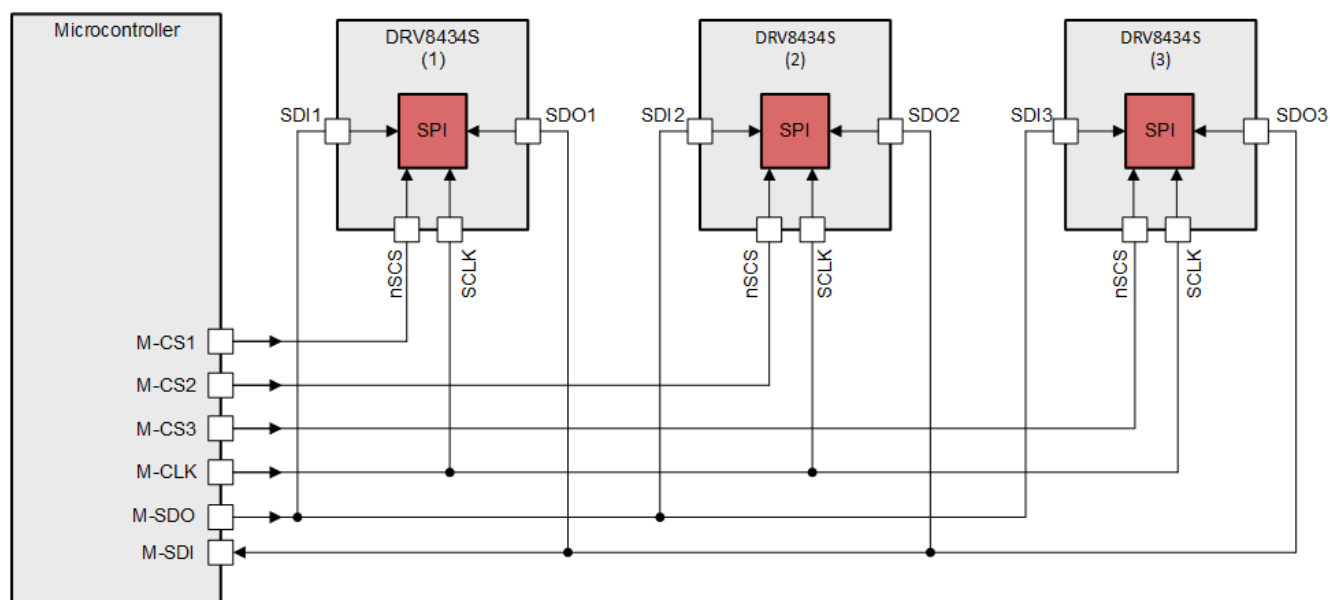 Microcontroller
DRV8434S
(1)
DRV8434S
(2)
DRV8434S
(3)
SDI1
SPI
SDO1
SDI2
SPI
SDO2
SDI3
SPI
SDO3
nSCS
SCLK
nSCS
SCLK
nSCS
SCLK
M-CS1
M-CS2
M-CS3
M-CLK
M-SDO
M-SDI